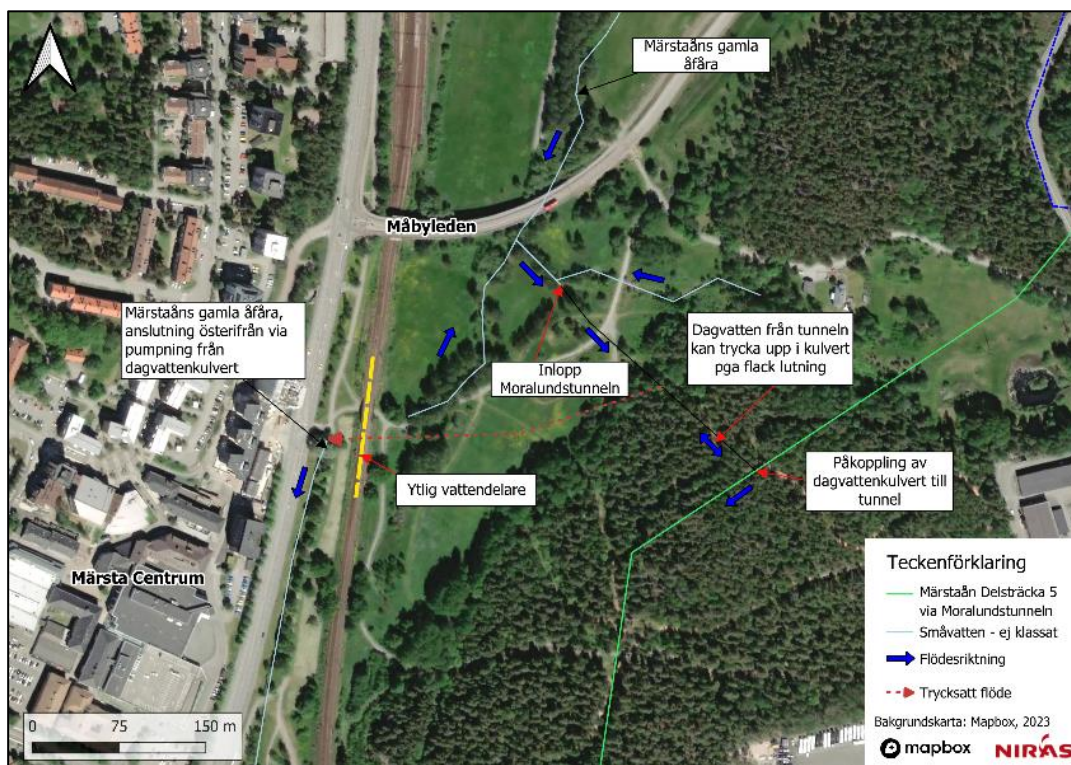 Märstaåns gamla
åfåra
Måbyleden
Märstaåns gamla åfåra,
anslutning österifrån via
pumpning från
dagvattenkulvert
Inlopp
Moralundstunneln
Dagvatten från tunneln
kan trycka upp i kulvert
pga flack lutning
Ytlig vattendelare
Påkoppling av
dagvattenkulvert till
tunnel
Märsta Centrum
Teckenförklaring
Märstaån Delsträcka 5
via Moralundstunneln
Småvatten - ej klassat
Flödesriktning
Trycksatt flöde
Bakgrundskarta: Mapbox, 2023
mapbox NIRAS
0 75 150 m